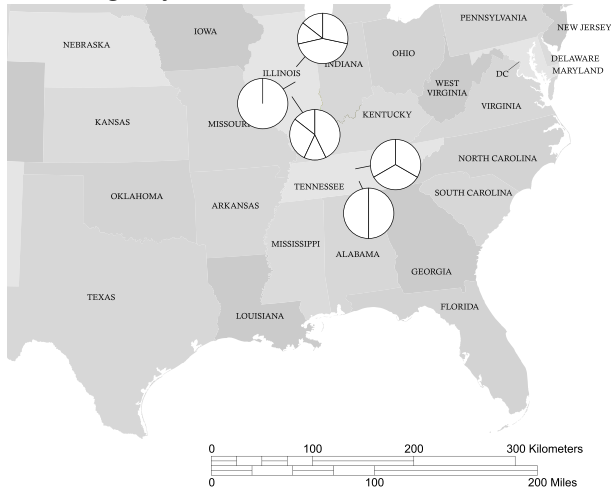 PENNSYLVANIA
NEW JERSEY
IOWA
NEBRASKA
OHIO
INDIANA
ILLINOIS
DELAWARE
MARYLAND
DC
WEST
VIRGINIA
VIRGINIA
KENTUCKY
KANSAS
MISSOURI
NORTH CAROLINA
TENNESSEE
SOUTH CAROLINA
OKLAHOMA
ARKANSAS
MISSISSIPPI
ALABAMA
GEORGIA
TEXAS
LOUISIANA
FLORIDA
0 100 200 300 Kilometers
0 100 200 Miles